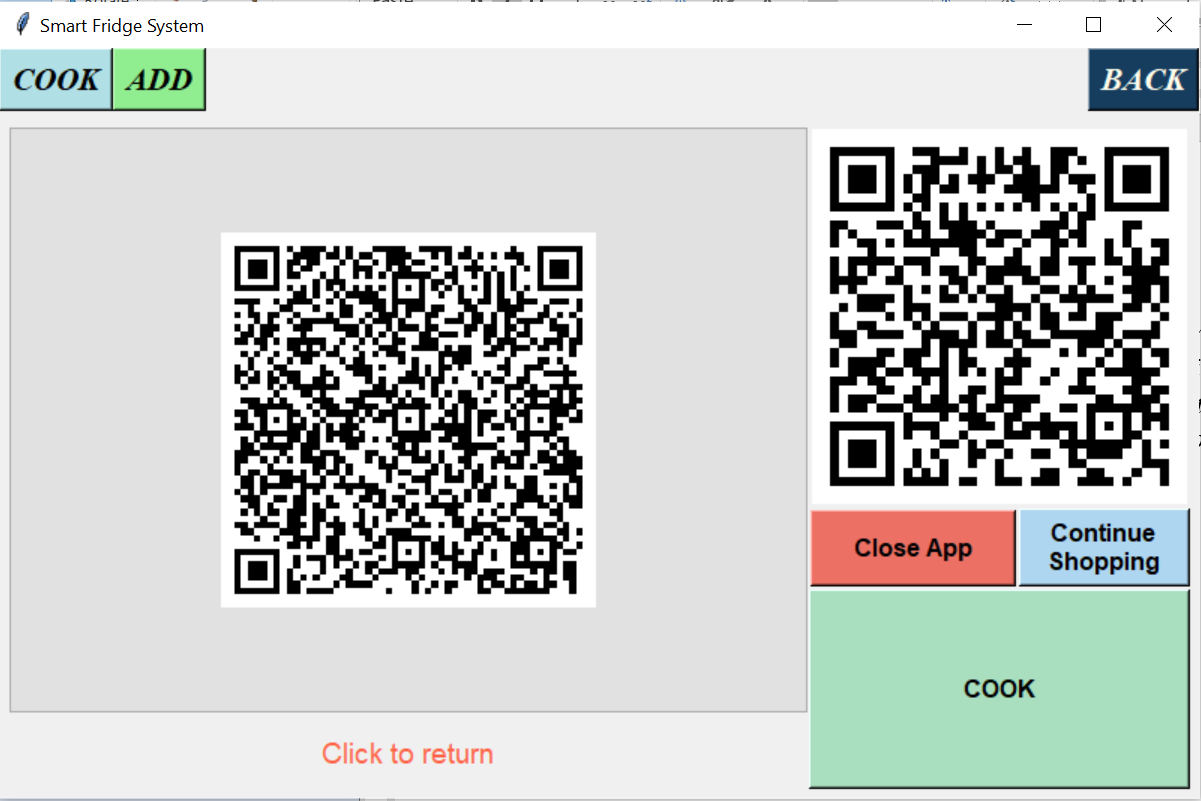 Smart Fridge System
COOK
ADD
BACK
Close App
Continue
Shopping
COOK
Click to return